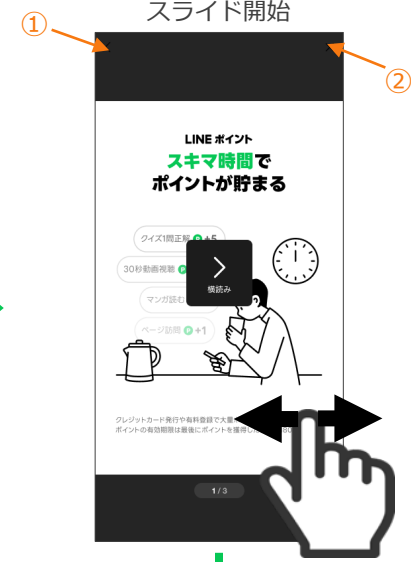 スライド開始
①
②
LINE ポイント
スキマ時間で
ポイントが貯まる
クイズ1問正解 P +5
30秒動画視聴 P
マンガ読む
ページ訪問 P +1
横読み
クレジットカード発行や有料登録で大量
ポイントの有効期限は最後にポイントを獲得し
1 / 3